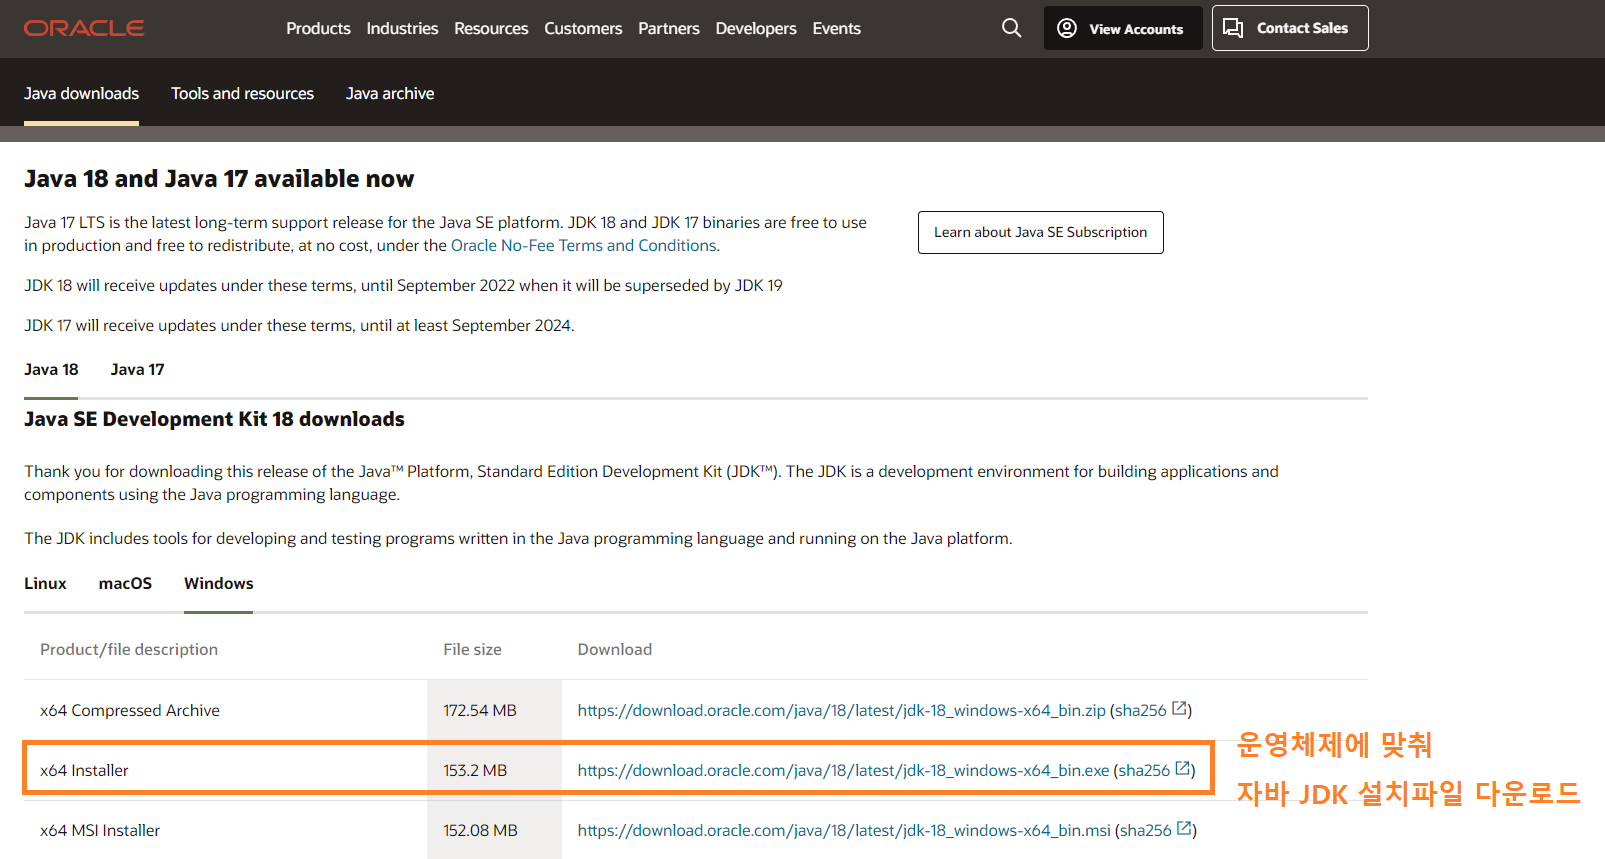 ORACLE
Products Industries Resources Customers Partners Developers Events
View Accounts
Contact Sales
Java downloads Tools and resources Java archive
Java 18 and Java 17 available now
Java 17 LTS is the latest long-term support release for the Java SE platform. JDK 18 and JDK 17 binaries are free to use
in production and free to redistribute, at no cost, under the Oracle No-Fee Terms and Conditions.
Learn about Java SE Subscription
JDK 18 will receive updates under these terms, until September 2022 when it will be superseded by JDK 19
JDK 17 will receive updates under these terms, until at least September 2024.
Java 18 Java 17
Java SE Development Kit 18 downloads
Thank you for downloading this release of the Java™ Platform, Standard Edition Development Kit (JDK™). The JDK is a development environment for building applications and
components using the Java programming language.
The JDK includes tools for developing and testing programs written in the Java programming language and running on the Java platform.
Linux macOS Windows
Product/file description File size Download
x64 Compressed Archive 172.54 MB https://download.oracle.com/java/18/latest/jdk-18_windows-x64_bin.zip (sha256)
x64 Installer 153.2 MB https://download.oracle.com/java/18/latest/jdk-18_windows-x64_bin.exe (sha256)
운영체제에 맞춰
자바 JDK 설치파일 다운로드
x64 MSI Installer 152.08 MB https://download.oracle.com/java/18/latest/jdk-18_windows-x64_bin.msi (sha256)